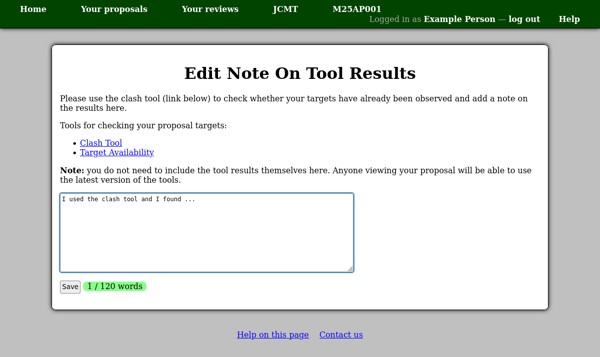 Home Your proposals Your reviews JCMT M25AP001
Logged in as Example Person — log out Help
Edit Note On Tool Results
Please use the clash tool (link below) to check whether your targets have already been observed and add a note on
the results here.
Tools for checking your proposal targets:
• Clash Tool
• Target Availability
Note: you do not need to include the tool results themselves here. Anyone viewing your proposal will be able to use
the latest version of the tools.
I used the clash tool and I found ...
Save 1 / 120 words
Help on this page Contact us